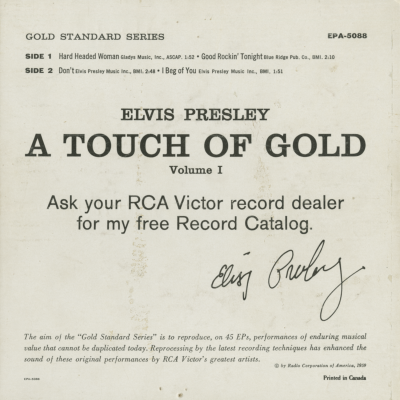 GOLD STANDARD SERIES EPA-5088
SIDE 1 Hard Headed Woman Gladys Music, Inc., ASCAP. 1:52 • Good Rockin' Tonight Blue Ridge Pub. Co., BMI. 2:10
SIDE 2 Don't Elvis Presley Music Inc., BMI. 2:48 • I Beg of You Elvis Presley Music, Inc., BMI. 1:51
ELVIS PRESLEY
A TOUCH OF GOLD
Volume I
Ask your RCA Victor record dealer
for my free Record Catalog.
Elvis Presley
The aim of the "Gold Standard Series" is to reproduce, on 45 EPs, performances of enduring musical
value that cannot be duplicated today. Reprocessing by the latest recording techniques has enhanced the
sound of these original performances by RCA Victor's greatest artists.
© by Radio Corporation of America, 1959
EPA-5088
Printed in Canada